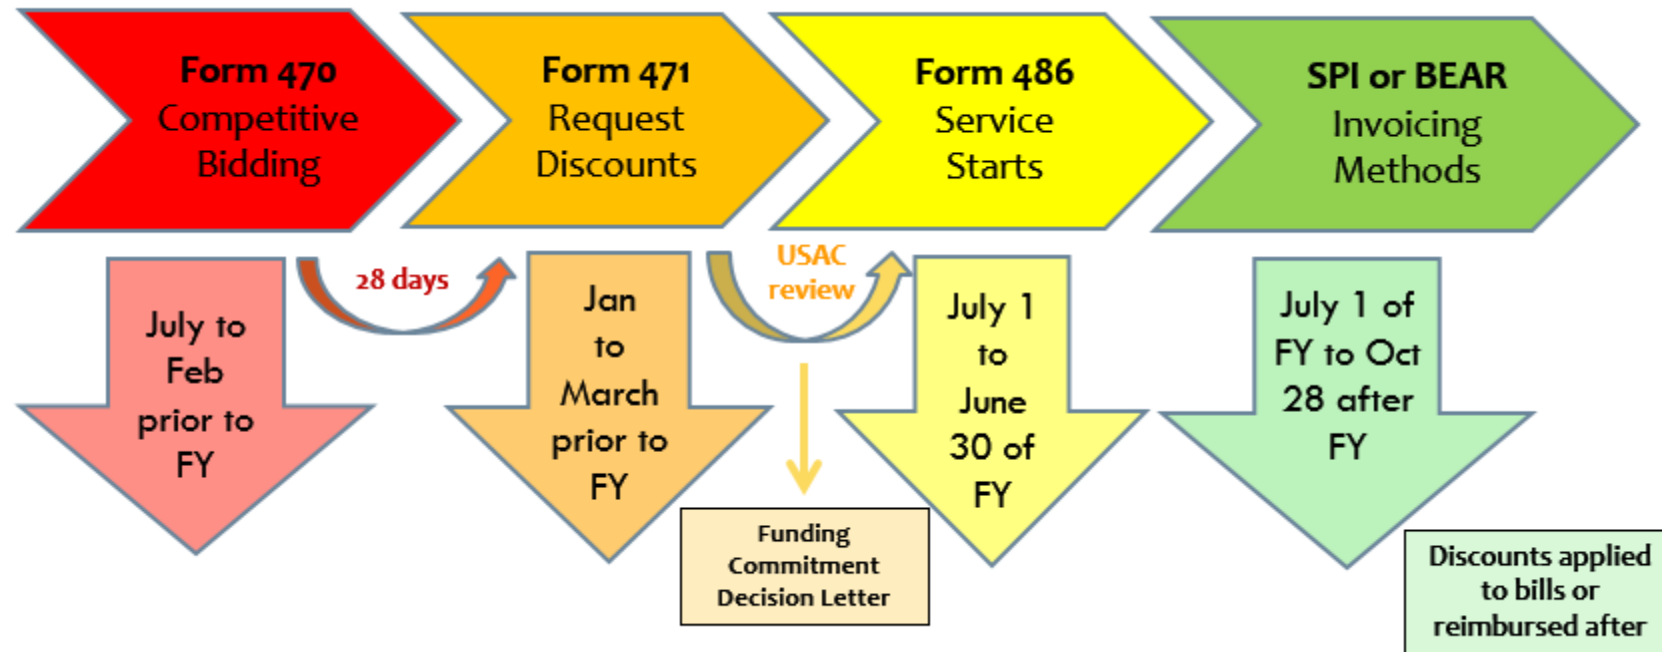 Form 470
Competitive
Bidding
Form 471
Request
Discounts
Form 486
Service
Starts
SPI or BEAR
Invoicing
Methods
July to
Feb
prior to
FY
28 days
Jan
to
March
prior to
FY
USAC
review
Funding
Commitment
Decision Letter
July 1
to
June
30 of
FY
July 1 of
FY to Oct
28 after
FY
Discounts applied
to bills or
reimbursed after